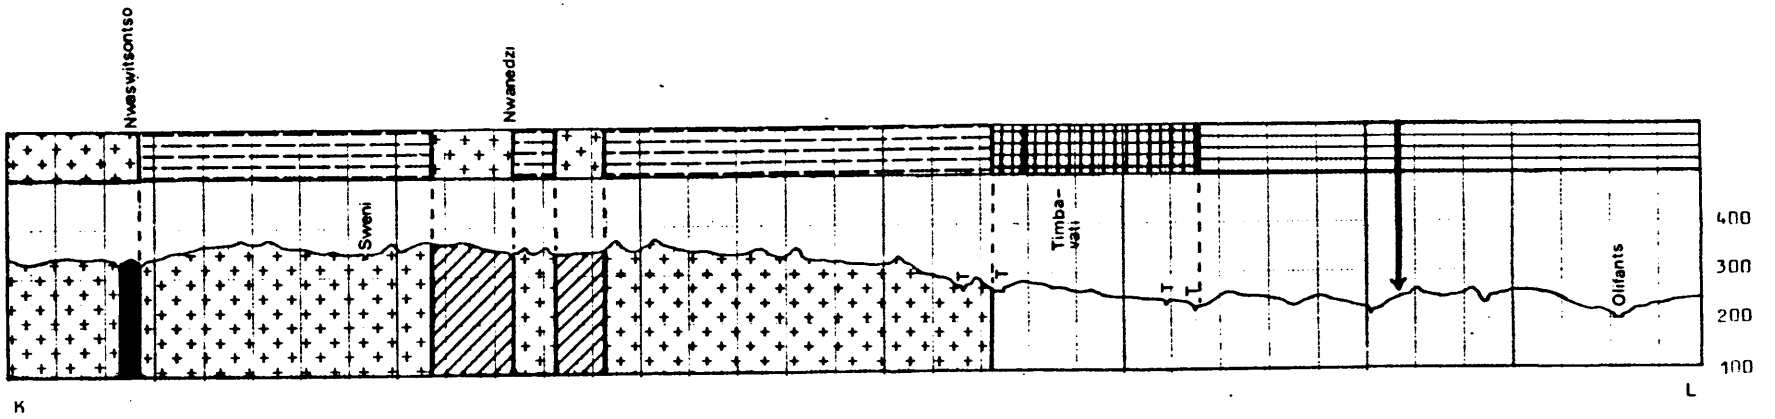 Nwaswitsontso
Nwanedzi
Sweni
Timba-
vati
Olifants
T
T
T
T
400
300
200
100
K
L